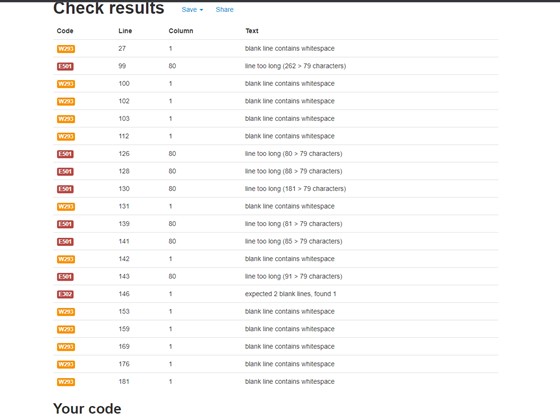 Check results Save Share
Code Line Column Text
W293 27 1 blank line contains whitespace
E501 99 80 line too long (262 > 79 characters)
W293 100 1 blank line contains whitespace
W293 102 1 blank line contains whitespace
W293 103 1 blank line contains whitespace
W293 112 1 blank line contains whitespace
E501 126 80 line too long (80 > 79 characters)
E501 128 80 line too long (88 > 79 characters)
E501 130 80 line too long (181 > 79 characters)
W293 131 1 blank line contains whitespace
E501 139 80 line too long (81 > 79 characters)
E501 141 80 line too long (85 > 79 characters)
W293 142 1 blank line contains whitespace
E501 143 80 line too long (91 > 79 characters)
E302 146 1 expected 2 blank lines, found 1
W293 153 1 blank line contains whitespace
W293 159 1 blank line contains whitespace
W293 169 1 blank line contains whitespace
W293 176 1 blank line contains whitespace
W293 181 1 blank line contains whitespace
Your code